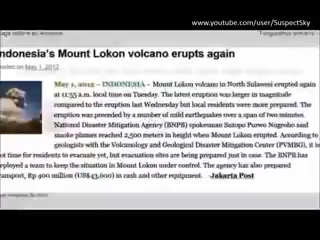 www.youtube.com/user/SuspectSky
ndonesia's Mount Lokon volcano erupts again
May 1, 2012
May 1, 2012 – INDONESIA – Mount Lokon volcano in North Sulawesi erupted again
at 11:55 a.m. local time on Tuesday. The latest eruption was larger in magnitude
compared to the eruption last Wednesday but local residents were more prepared. The
eruption was preceded by a number of mild earthquakes over a span of two minutes.
National Disaster Mitigation Agency (BNPB) spokesman Sutopo Purwo Nugroho said
smoke plumes reached 2,500 meters in height when Mount Lokon erupted. According to
geologists with the Volcanology and Geological Disaster Mitigation Center (PVMBG), it is
not time for residents to evacuate yet, but evacuation sites are being prepared just in case. The BNPB has
deployed a team to keep the situation in Mount Lokon under control. The agency has also prepared
transport, Rp 400 million (US$43,600) in cash and other equipment. -Jakarta Post